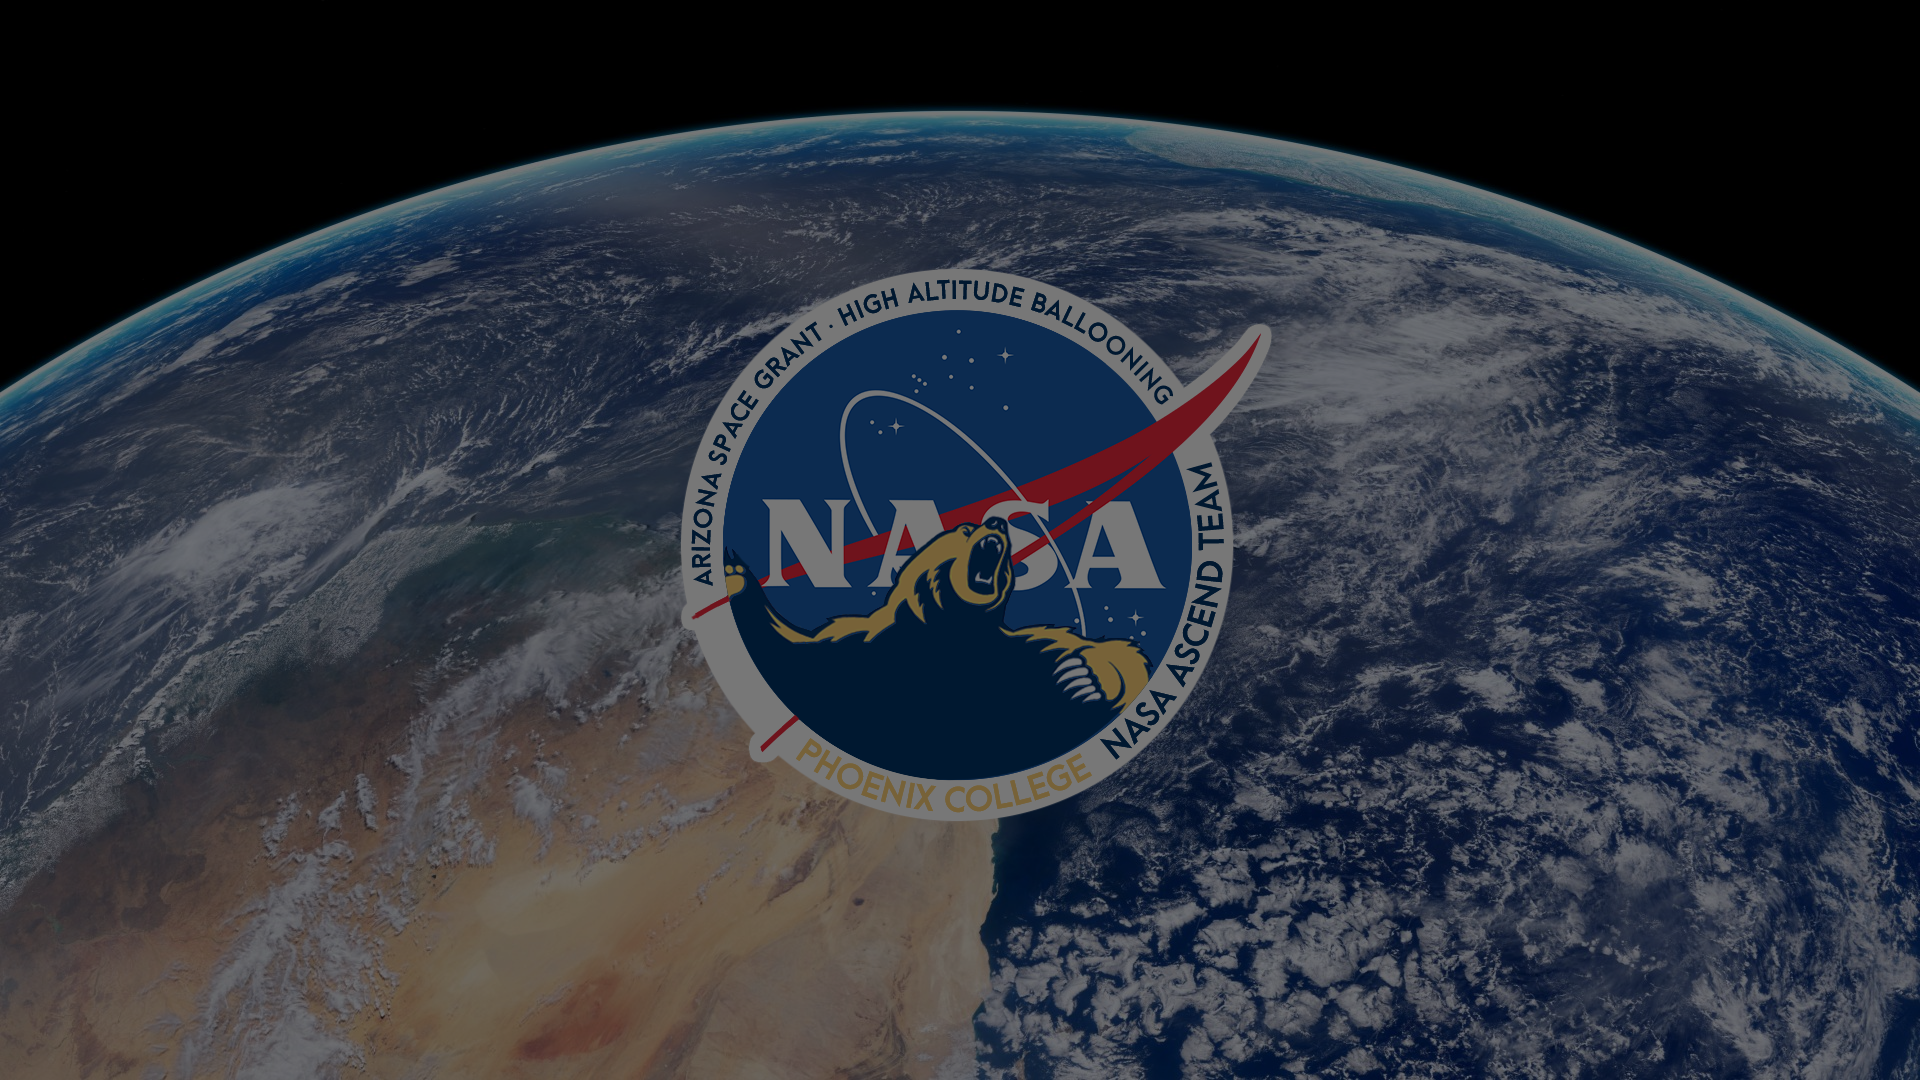 ARIZONA SPACE GRANT · HIGH ALTITUDE BALLOONING
NASA
NASA ASCEND TEAM
PHOENIX COLLEGE